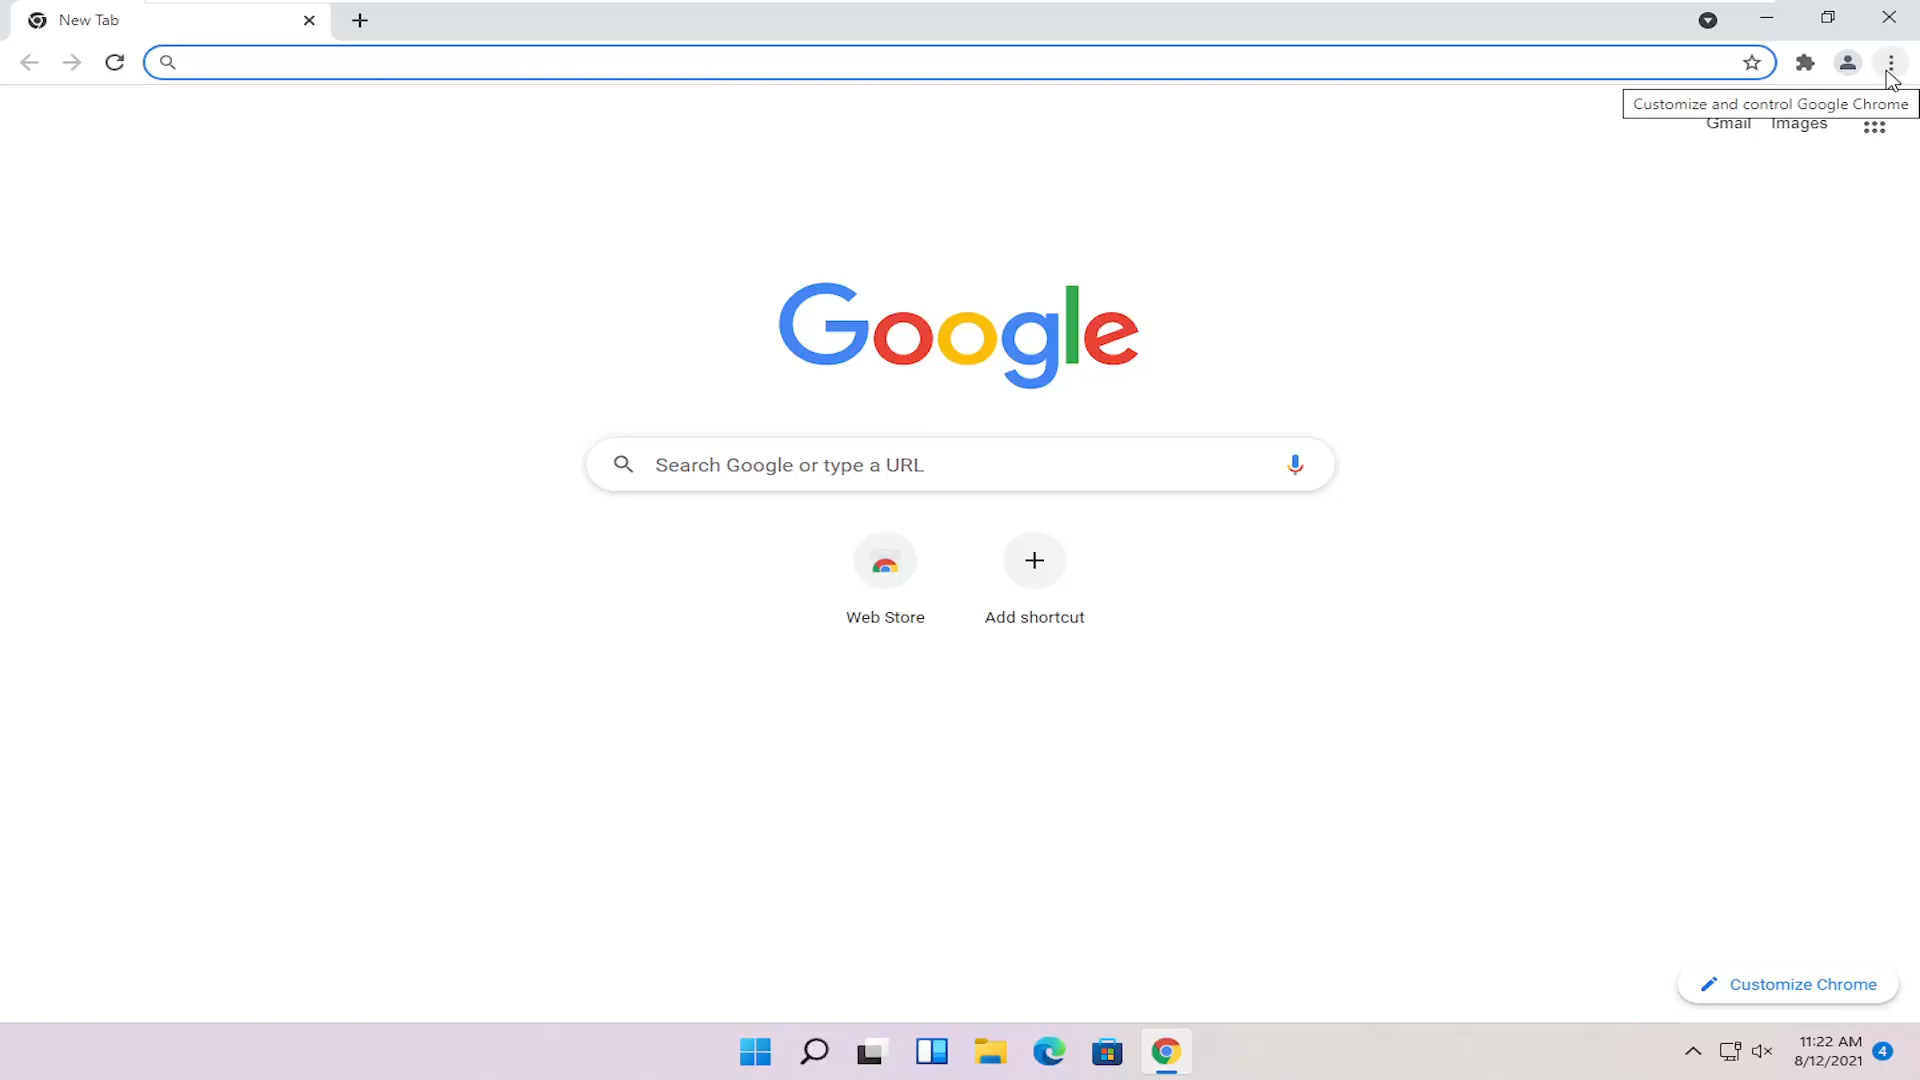 New Tab
Customize and control Google Chrome
Gmail Images
Google
Search Google or type a URL
Web Store Add shortcut
Customize Chrome
11:22 AM
8/12/2021
4